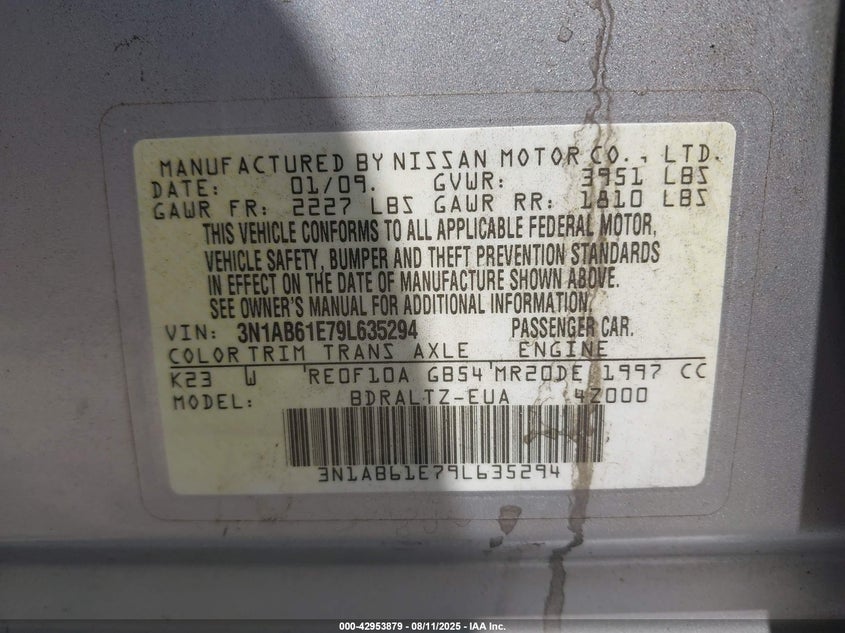 MANUFACTURED BY NISSAN MOTOR CO., LTD.
DATE: 01/09. GVWR: 3951 LBS
GAWR FR: 2227 LBS GAWR RR: 1810 LBS
THIS VEHICLE CONFORMS TO ALL APPLICABLE FEDERAL MOTOR,
VEHICLE SAFETY, BUMPER AND THEFT PREVENTION STANDARDS
IN EFFECT ON THE DATE OF MANUFACTURE SHOWN ABOVE.
SEE OWNER'S MANUAL FOR ADDITIONAL INFORMATION.
VIN: 3N1AB61E79L635294 PASSENGER CAR.
COLOR TRIM TRANS AXLE ENGINE
K23 W RE0F10A GB54 MR20DE 1997 CC
MODEL: BDRALTZ-EUA 4Z000
3N1AB61E79L635294
000-42953879 - 08/11/2025 - IAA Inc.